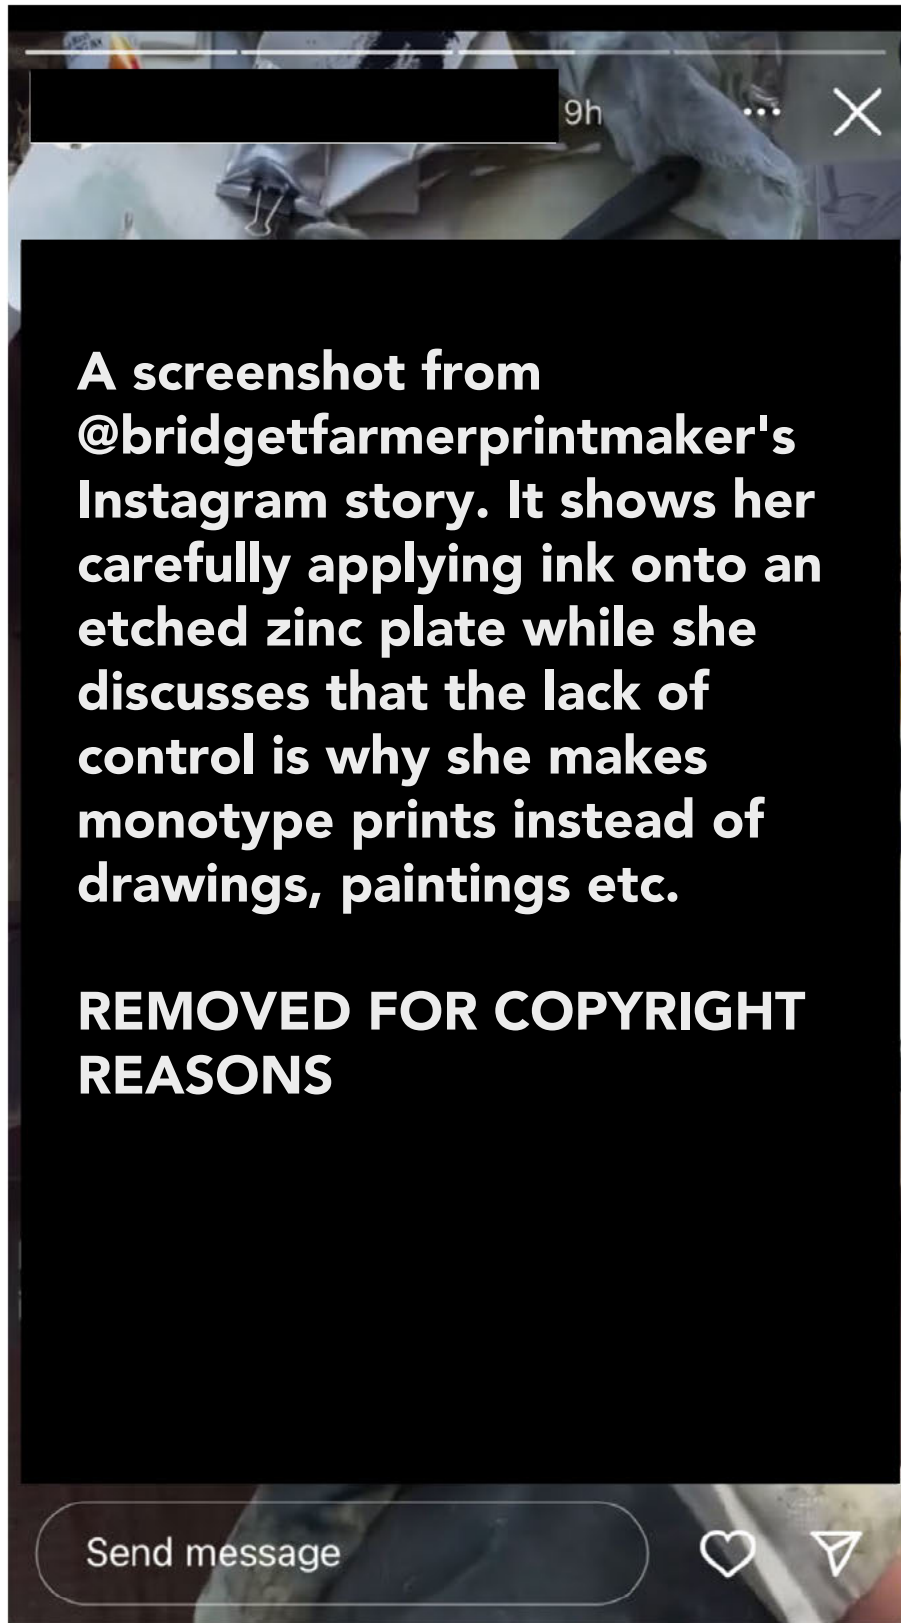 9h
A screenshot from
@bridgetfarmerprintmaker's
Instagram story. It shows her
carefully applying ink onto an
etched zinc plate while she
discusses that the lack of
control is why she makes
monotype prints instead of
drawings, paintings etc.
REMOVED FOR COPYRIGHT
REASONS
Send message